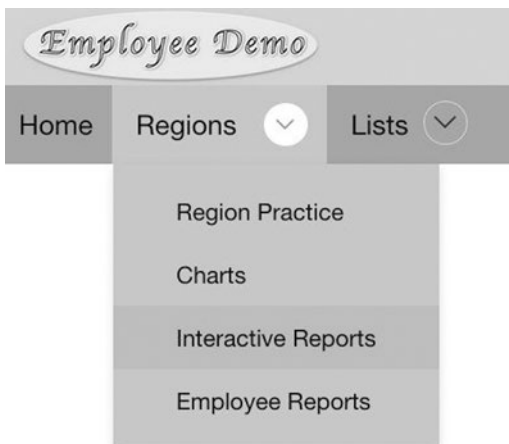 Employee Demo
Home Regions Lists
Region Practice
Charts
Interactive Reports
Employee Reports